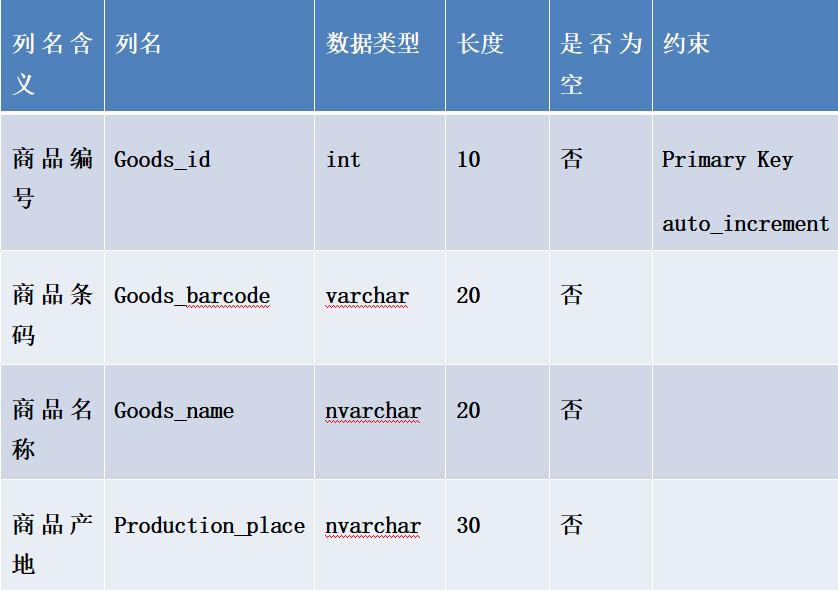 列名含义 列名 数据类型 长度 是否为空 约束
商品编号 Goods_id int 10 否 Primary Key
auto_increment
商品条码 Goods_barcode varchar 20 否
商品名称 Goods_name nvarchar 20 否
商品产地 Production_place nvarchar 30 否